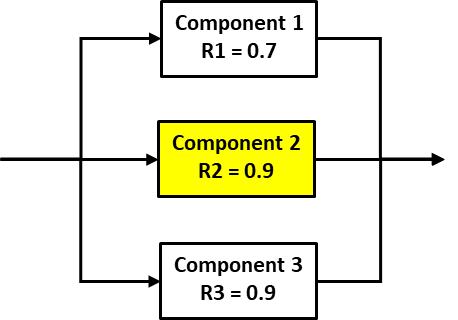 Component 1
R1 = 0.7
Component 2
R2 = 0.9
Component 3
R3 = 0.9